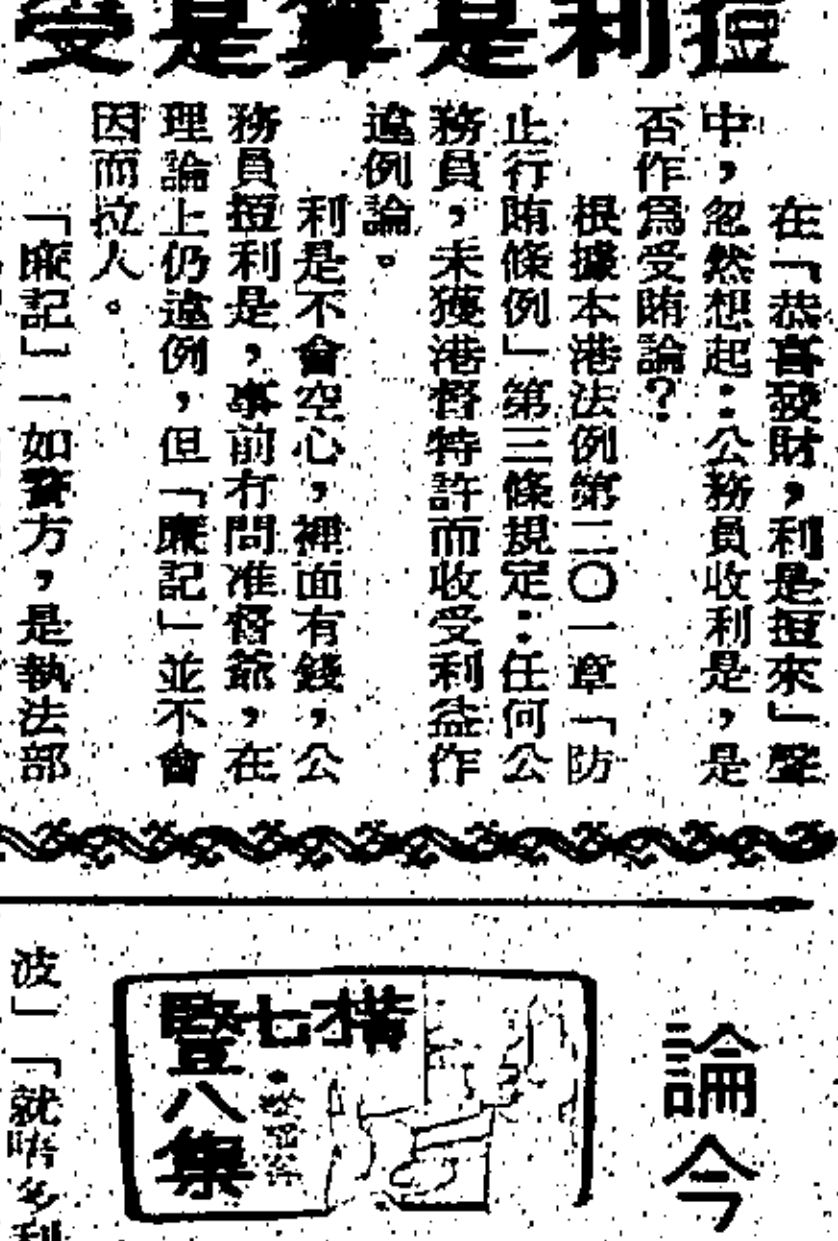 㨋利是算是受
在「恭喜發財，利是㨋來」聲
中，忽然想起：公務員收利是，是
否作爲受賄論？
根據本港法例第二〇一章「防
止行賄條例」第三條規定：任何公
務員，未獲港督特許而收受利益作
違例論。
利是不會空心，裡面有錢，公
務員㨋利是，事前冇問准督爺，在
理論上仍違例，但「廉記」並不會
因而拉人。
「廉記」一如警方，是執法部
論今
橫七
豎八集
波」「就唔多利